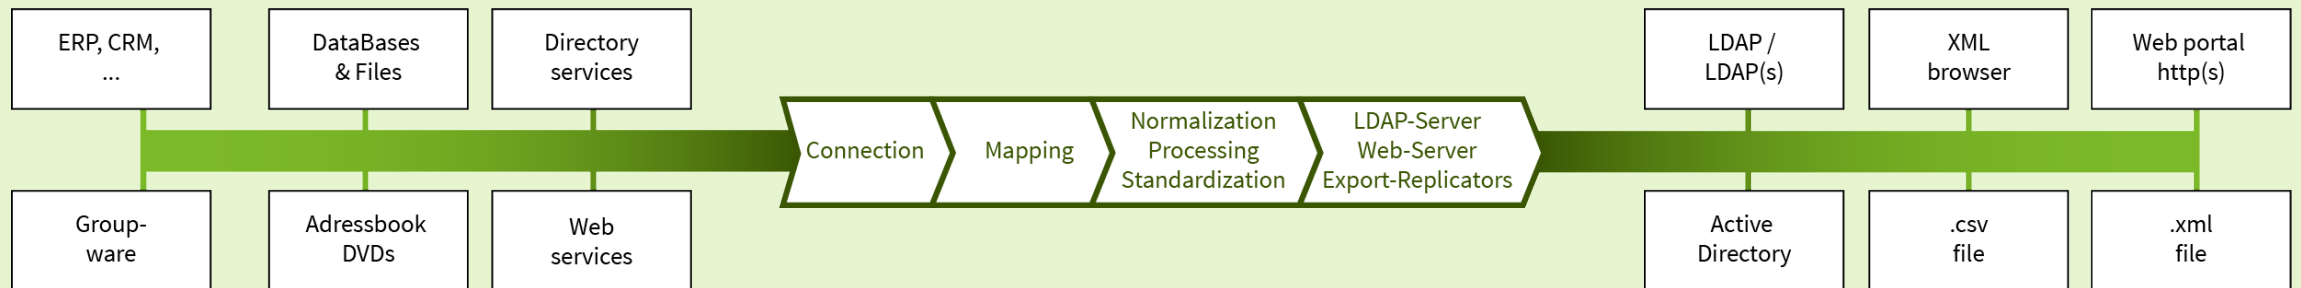 ERP, CRM,
...
DataBases
& Files
Directory
services
LDAP /
LDAP(s)
XML
browser
Web portal
http(s)
Connection
Mapping
Normalization
Processing
Standardization
LDAP-Server
Web-Server
Export-Replicators
Group-
ware
Adressbook
DVDs
Web
services
Active
Directory
.csv
file
.xml
file